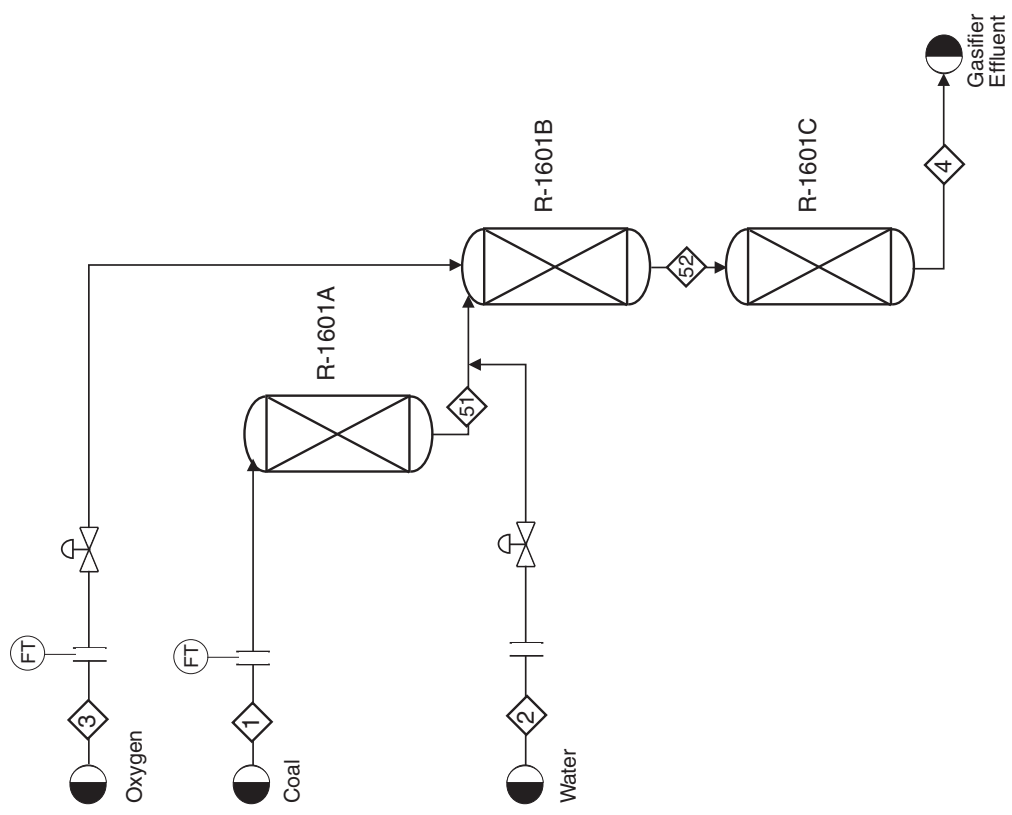 FT
3
Oxygen
FT
1
Coal
2
Water
R-1601A
51
R-1601B
52
R-1601C
4
Gasifier
Effluent